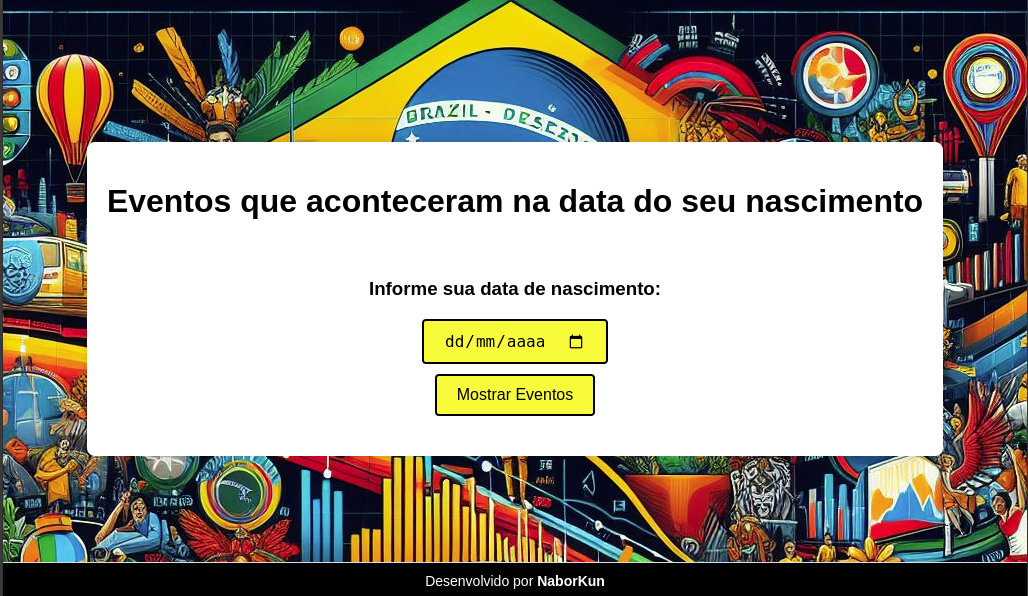 BRAZIL - DESEZJ
Eventos que aconteceram na data do seu nascimento
Informe sua data de nascimento:
dd/mm/aaaa
Mostrar Eventos
Desenvolvido por NaborKun